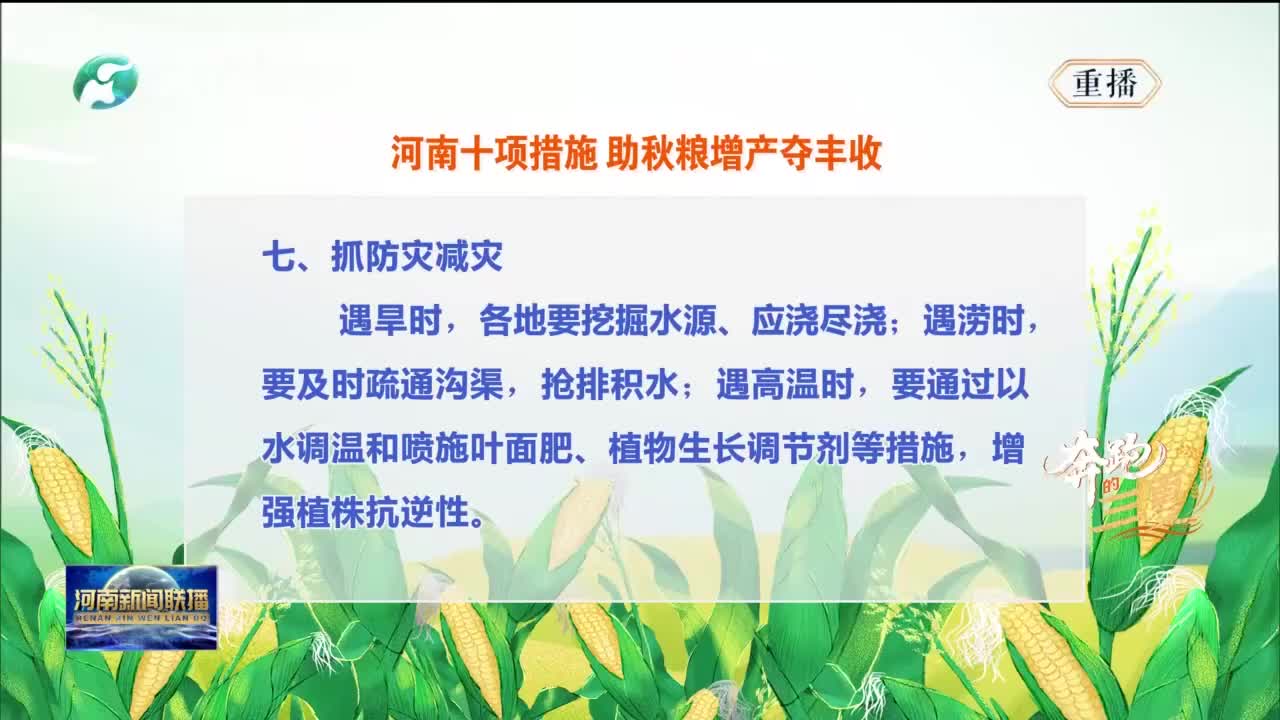 重播
河南十项措施 助秋粮增产夺丰收
七、抓防灾减灾
遇旱时，各地要挖掘水源、应浇尽浇；遇涝时，
要及时疏通沟渠，抢排积水；遇高温时，要通过以
水调温和喷施叶面肥、植物生长调节剂等措施，增
强植株抗逆性。
奔跑
的
河南新闻联播
HENAN XIN WEN LIAN BO